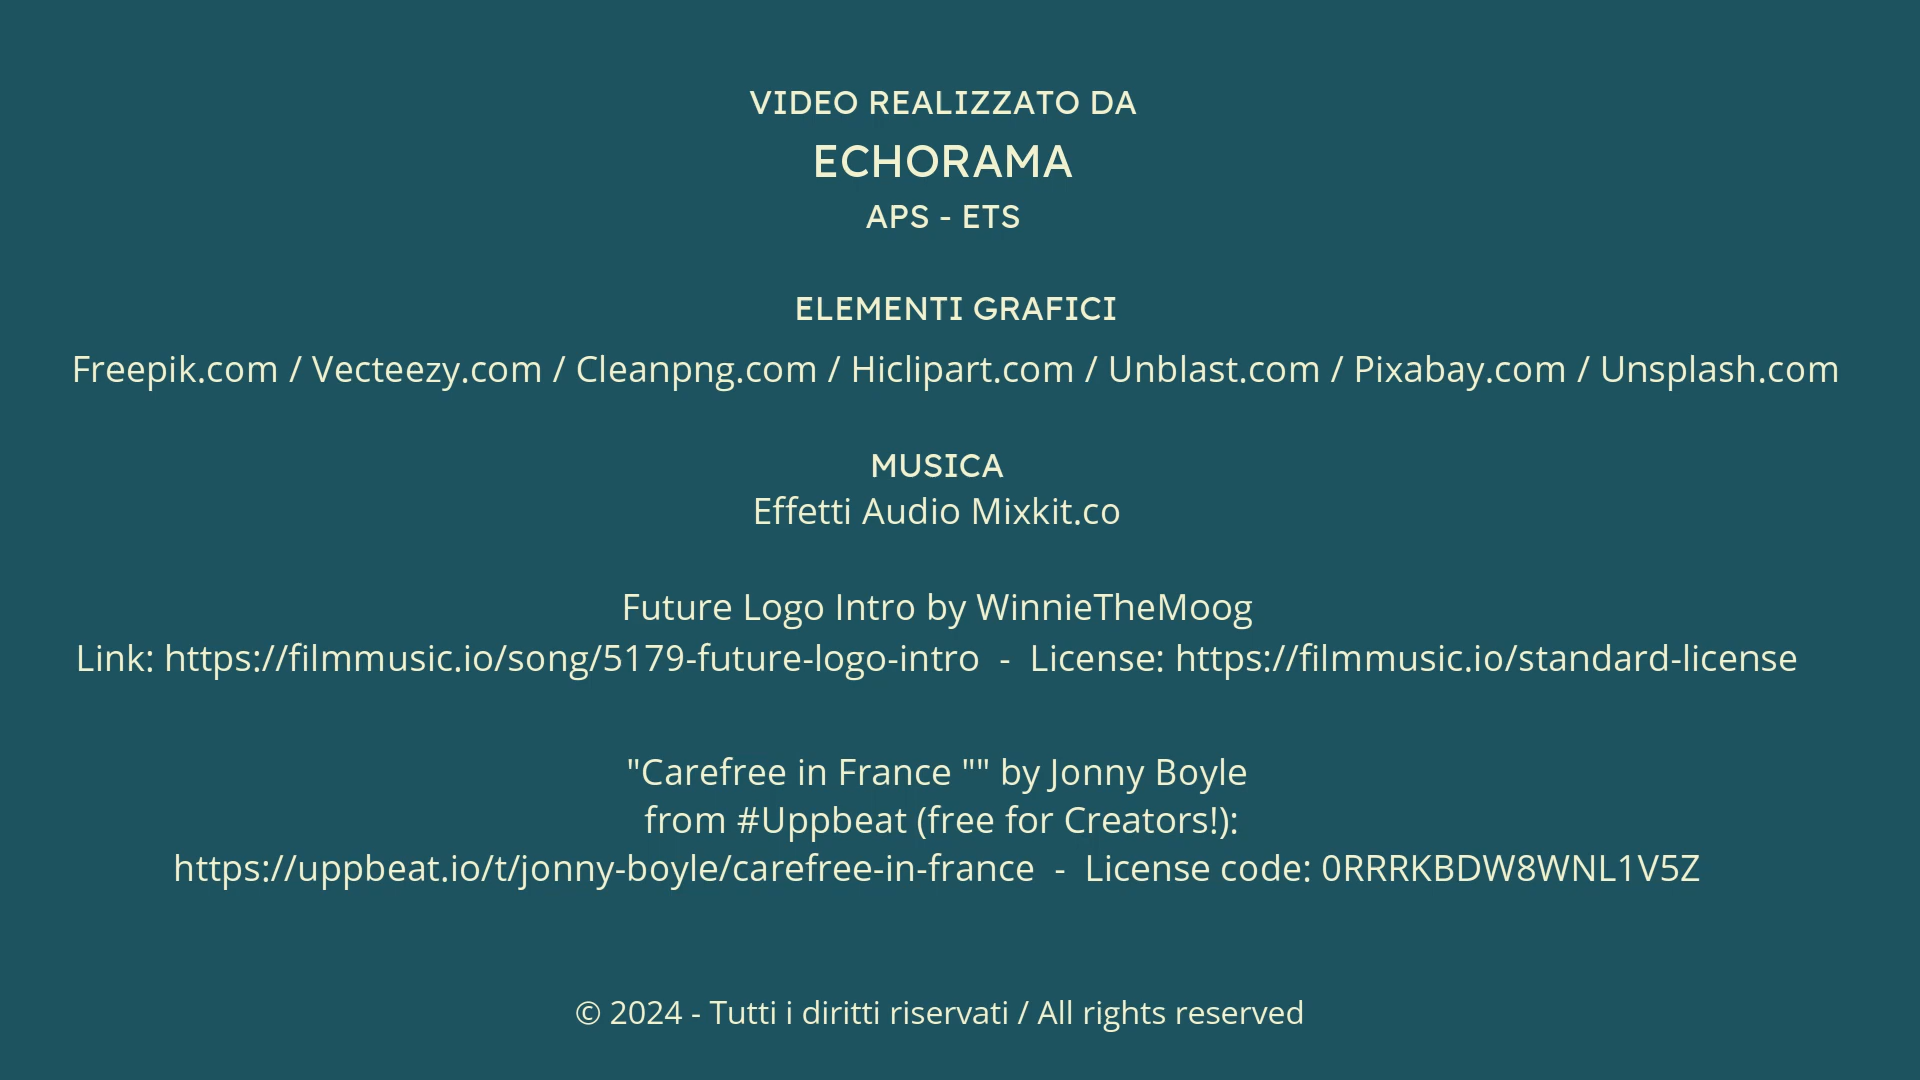 VIDEO REALIZZATO DA
ECHORAMA
APS - ETS
ELEMENTI GRAFICI
Freepik.com / Vecteezy.com / Cleanpng.com / Hiclipart.com / Unblast.com / Pixabay.com / Unsplash.com
MUSICA
Effetti Audio Mixkit.co
Future Logo Intro by WinnieTheMoog
Link: https://filmmusic.io/song/5179-future-logo-intro  -  License: https://filmmusic.io/standard-license
"Carefree in France "" by Jonny Boyle
from #Uppbeat (free for Creators!):
https://uppbeat.io/t/jonny-boyle/carefree-in-france  -  License code: 0RRRKBDW8WNL1V5Z
© 2024 - Tutti i diritti riservati / All rights reserved